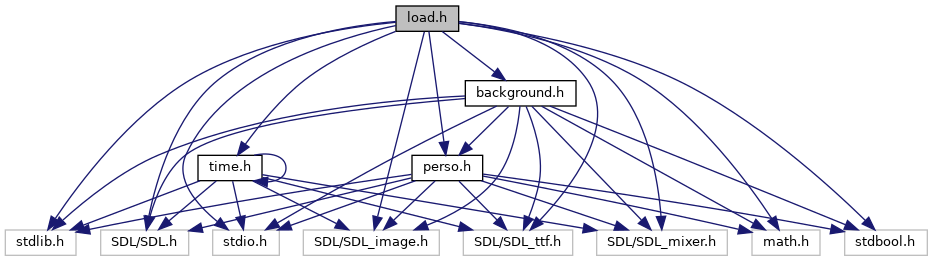 load.h
background.h
time.h
perso.h
stdlib.h
SDL/SDL.h
stdio.h
SDL/SDL_image.h
SDL/SDL_ttf.h
SDL/SDL_mixer.h
math.h
stdbool.h